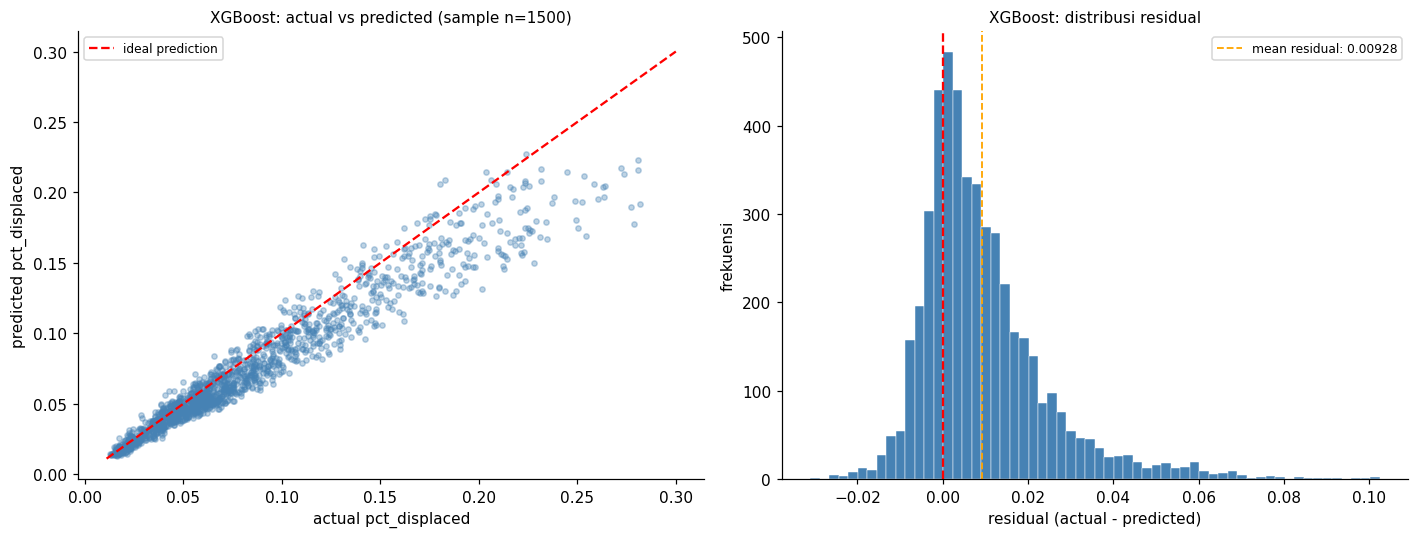 XGBoost: actual vs predicted (sample n=1500)
ideal prediction
predicted pct_displaced
0.30
0.25
0.20
0.15
0.10
0.05
0.00
0.00 0.05 0.10 0.15 0.20 0.25 0.30
actual pct_displaced
XGBoost: distribusi residual
mean residual: 0.00928
frekuensi
500
400
300
200
100
0
−0.02 0.00 0.02 0.04 0.06 0.08 0.10
residual (actual - predicted)